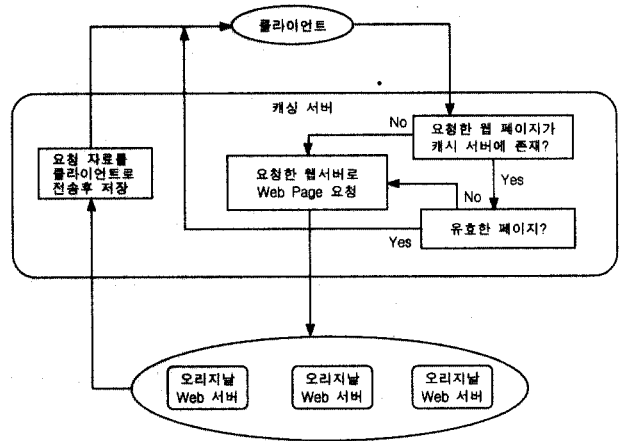 클라이언트
캐싱 서버
No
요청한 웹 페이지가
캐시 서버에 존재?
요청 자료를
클라이언트로
전송후 저장
요청한 웹서버로
Web Page 요청
Yes
No
유효한 페이지?
Yes
오리지날
Web 서버
오리지날
Web 서버
오리지날
Web 서버